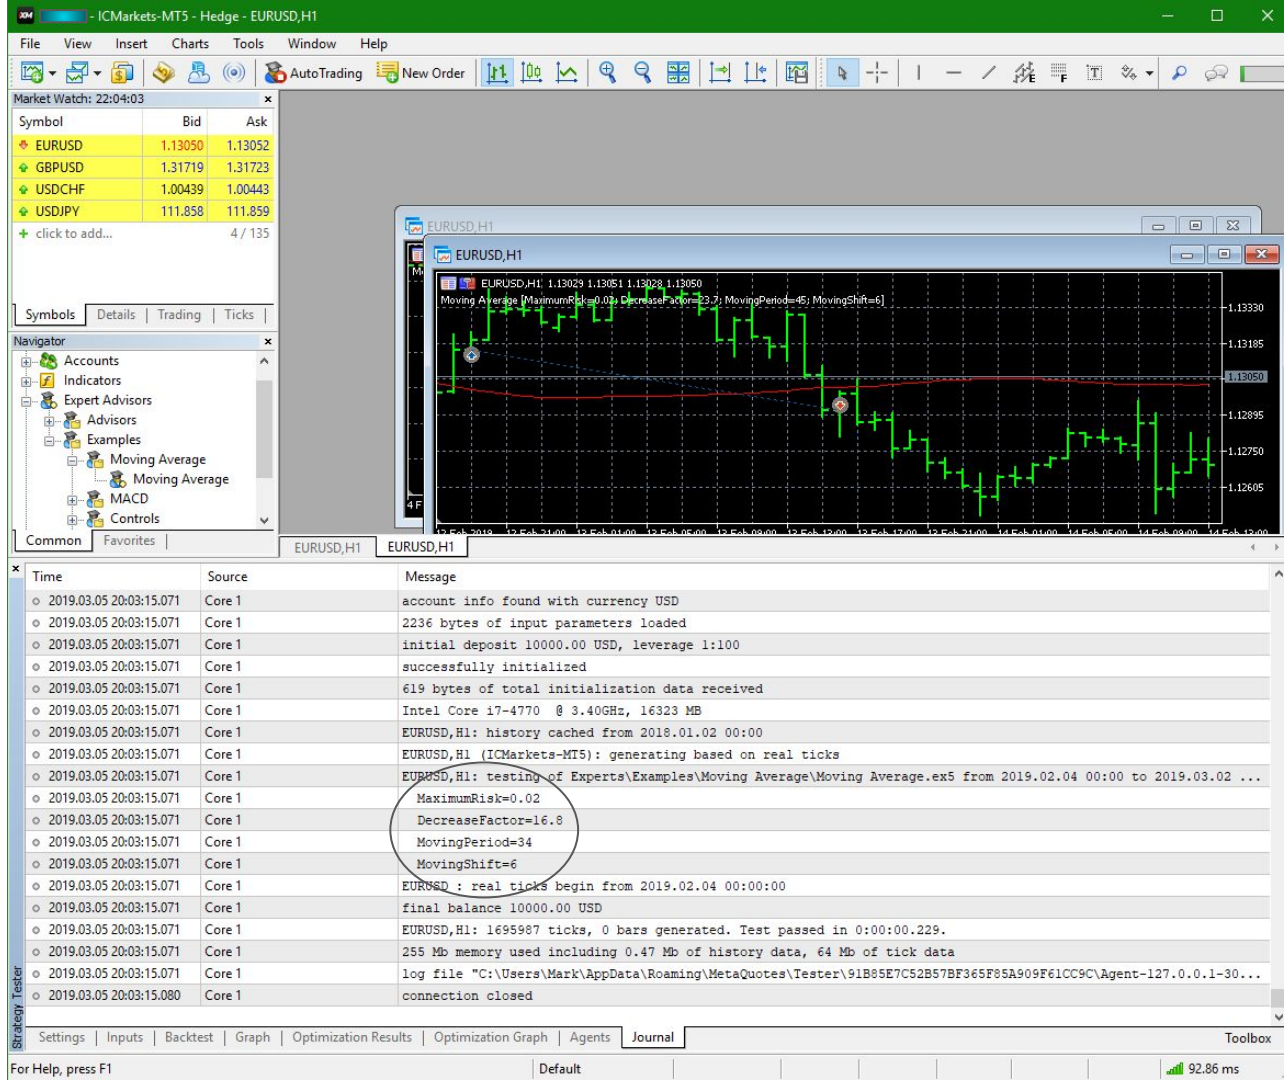 XM - ICMarkets-MT5 - Hedge - EURUSD,H1
File View Insert Charts Tools Window Help
AutoTrading New Order
Market Watch: 22:04:03
Symbol Bid Ask
EURUSD 1.13050 1.13052
GBPUSD 1.31719 1.31723
USDCHF 1.00439 1.00443
USDJPY 111.858 111.859
click to add... 4 / 135
Symbols | Details | Trading | Ticks |
Navigator
Accounts
Indicators
Expert Advisors
Advisors
Examples
Moving Average
Moving Average
MACD
Controls
Common Favorites |
EURUSD,H1
EURUSD,H1
EURUSD,H1 1.13029 1.13051 1.13028 1.13050
Moving Average [MaximumRisk=0.02; DecreaseFactor=23.7; MovingPeriod=45; MovingShift=6]
1.13330
1.13185
1.13050
1.12895
1.12750
1.12605
4 F
EURUSD,H1 EURUSD,H1
Time Source Message
2019.03.05 20:03:15.071 Core 1 account info found with currency USD
2019.03.05 20:03:15.071 Core 1 2236 bytes of input parameters loaded
2019.03.05 20:03:15.071 Core 1 initial deposit 10000.00 USD, leverage 1:100
2019.03.05 20:03:15.071 Core 1 successfully initialized
2019.03.05 20:03:15.071 Core 1 619 bytes of total initialization data received
2019.03.05 20:03:15.071 Core 1 Intel Core i7-4770 @ 3.40GHz, 16323 MB
2019.03.05 20:03:15.071 Core 1 EURUSD,H1: history cached from 2018.01.02 00:00
2019.03.05 20:03:15.071 Core 1 EURUSD,H1 (ICMarkets-MT5): generating based on real ticks
2019.03.05 20:03:15.071 Core 1 EURUSD,H1: testing of Experts\Examples\Moving Average\Moving Average.ex5 from 2019.02.04 00:00 to 2019.03.02 ...
2019.03.05 20:03:15.071 Core 1 MaximumRisk=0.02
2019.03.05 20:03:15.071 Core 1 DecreaseFactor=16.8
2019.03.05 20:03:15.071 Core 1 MovingPeriod=34
2019.03.05 20:03:15.071 Core 1 MovingShift=6
2019.03.05 20:03:15.071 Core 1 EURUSD : real ticks begin from 2019.02.04 00:00:00
2019.03.05 20:03:15.071 Core 1 final balance 10000.00 USD
2019.03.05 20:03:15.071 Core 1 EURUSD,H1: 1695987 ticks, 0 bars generated. Test passed in 0:00:00.229.
2019.03.05 20:03:15.071 Core 1 255 Mb memory used including 0.47 Mb of history data, 64 Mb of tick data
2019.03.05 20:03:15.071 Core 1 log file "C:\Users\Mark\AppData\Roaming\MetaQuotes\Tester\91B85E7C52B57BF365F85A909F61CC9C\Agent-127.0.0.1-30...
2019.03.05 20:03:15.080 Core 1 connection closed
Strategy Tester
Settings | Inputs | Backtest | Graph | Optimization Results | Optimization Graph | Agents | Journal
Toolbox
For Help, press F1 Default 92.86 ms